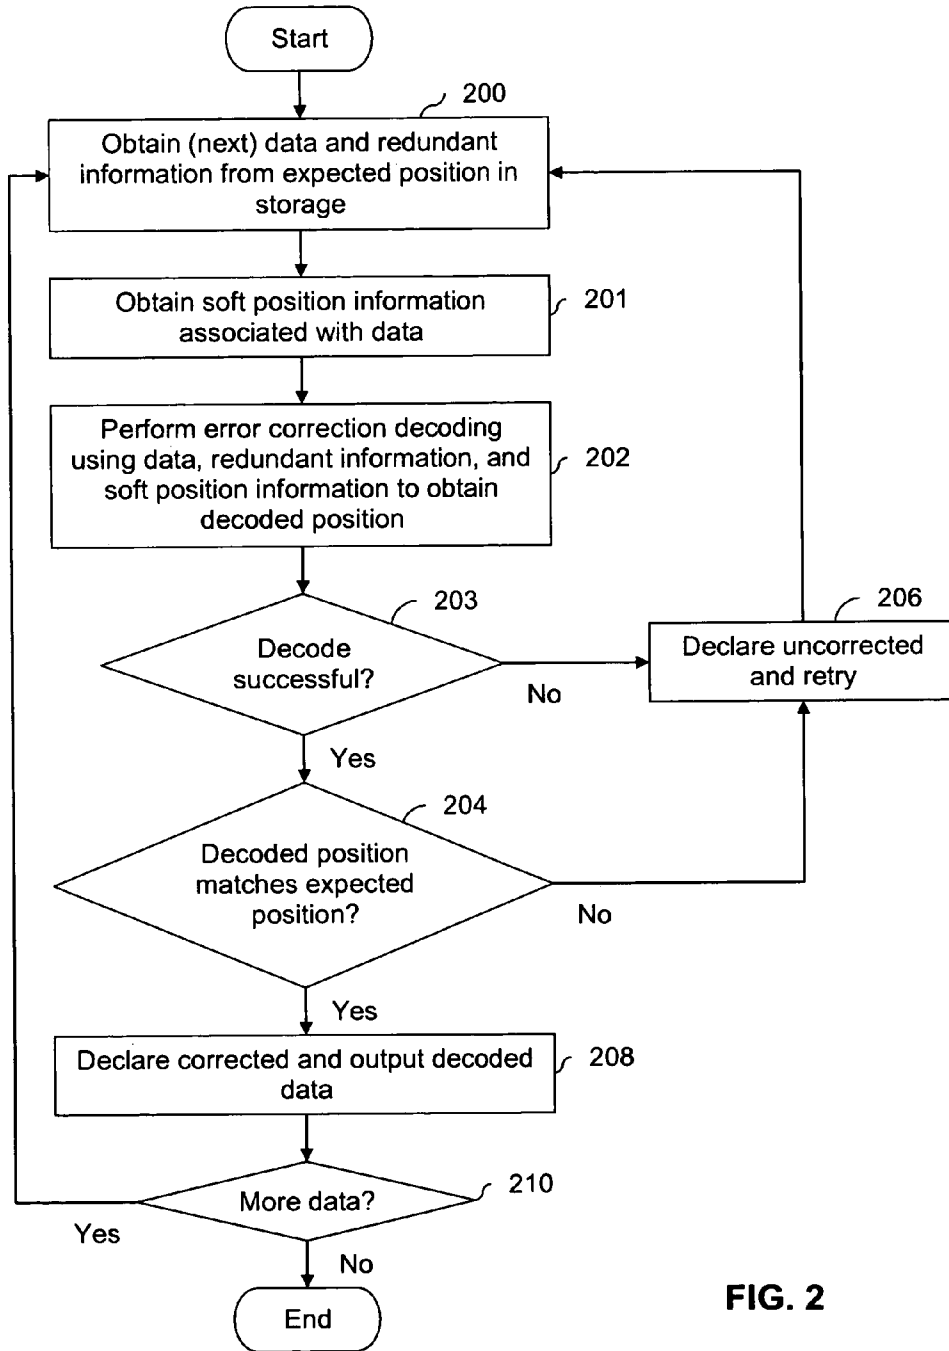 Start
200
Obtain (next) data and redundant
information from expected position in
storage
Obtain soft position information
associated with data
201
Perform error correction decoding
using data, redundant information, and
soft position information to obtain
decoded position
202
203
Decode
successful?
No
206
Declare uncorrected
and retry
Yes
204
Decoded position
matches expected
position?
No
Yes
Declare corrected and output decoded
data
208
More data?
210
Yes
No
End
FIG. 2